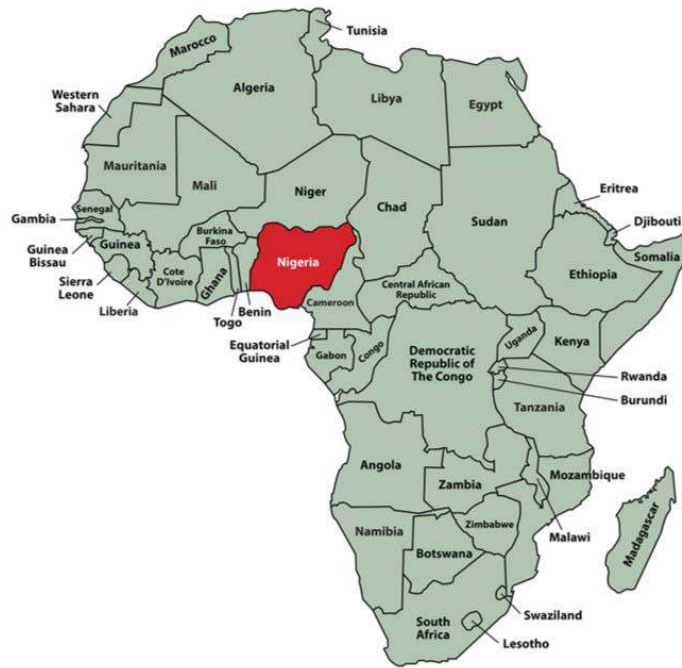 Tunisia
Marocco
Algeria
Libya
Egypt
Western
Sahara
Mauritania
Mali
Niger
Chad
Sudan
Eritrea
Djibouti
Senegal
Gambia
Guinea
Bissau
Guinea
Burkina
Faso
Nigeria
Somalia
Ethiopia
Sierra
Leone
Cote
D'Ivoire
Ghana
Liberia
Togo
Benin
Cameroon
Central African
Republic
Equatorial
Guinea
Gabon
Congo
Democratic
Republic of
The Congo
Uganda
Kenya
Rwanda
Burundi
Tanzania
Angola
Zambia
Mozambique
Malawi
Zimbabwe
Namibia
Botswana
Madagascar
Swaziland
South
Africa
Lesotho